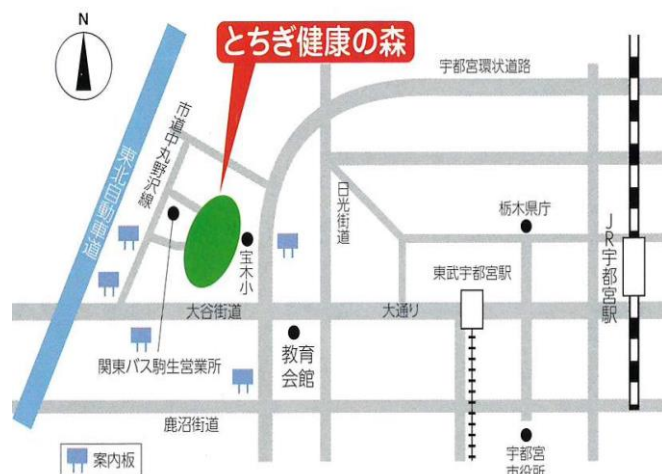 N
とちぎ健康の森
宇都宮環状道路
市道中丸野沢線
東北自動車道
日光街道
栃木県庁
JR宇都宮駅
宝木小
東武宇都宮駅
大谷街道
大通り
関東バス駒生営業所
教育
会館
鹿沼街道
案内板
宇都宮
市役所